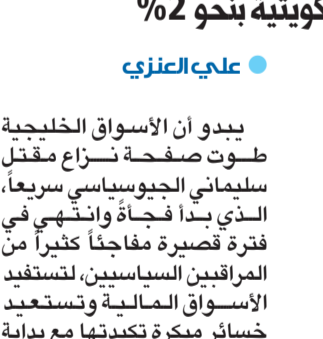 كويتية بنحو 2%
علي العنزي
يبدو أن الأسواق الخليجية
طوت صفحة نزاع مقتل
سليماني الجيوسياسي سريعاً،
الذي بدأ فجأةً وانتهى في
فترة قصيرة مفاجئاً كثيراً من
المراقبين السياسيين، لتستفيد
الأسواق المالية وتستعيد
خسائر مبكرة تكبدتها مع بداية